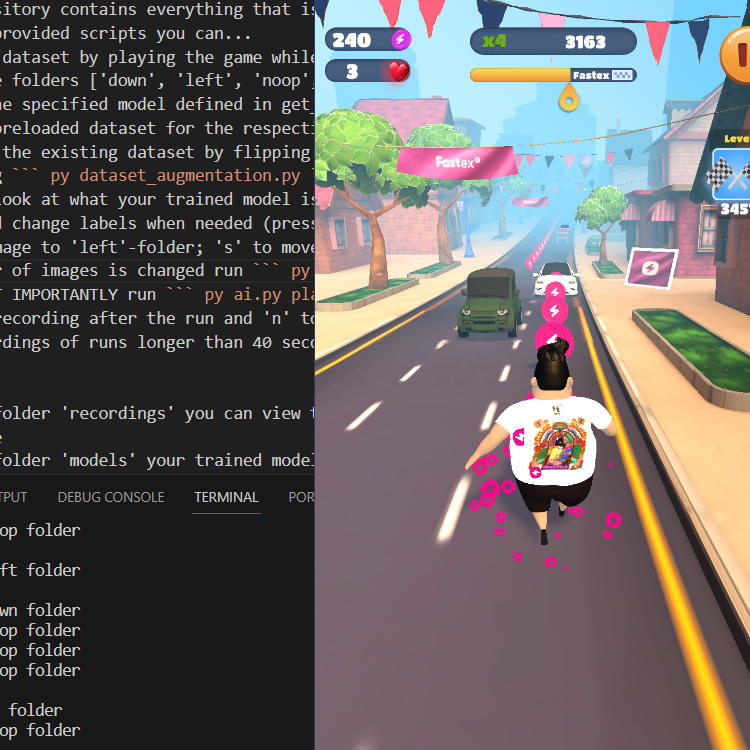 sitory contains everything that is
provided scripts you can...
dataset by playing the game while
e folders ['down', 'left', 'noop',
he specified model defined in get
preloaded dataset for the respecti
the existing dataset by flipping
g ``` py dataset_augmentation.py
look at what your trained model is
d change labels when needed (press
mage to 'left'-folder; 's' to move
r of images is changed run ``` py
T IMPORTANTLY run ``` py ai.py pla
recording after the run and 'n' to
rdings of runs longer than 40 seco
folder 'recordings' you can view t
e
folder 'models' your trained model
TPUT DEBUG CONSOLE TERMINAL POR
op folder
ft folder
wn folder
op folder
op folder
op folder
folder
op folder
240
3
x4 3163
Fastex
Fastex
Leve
345